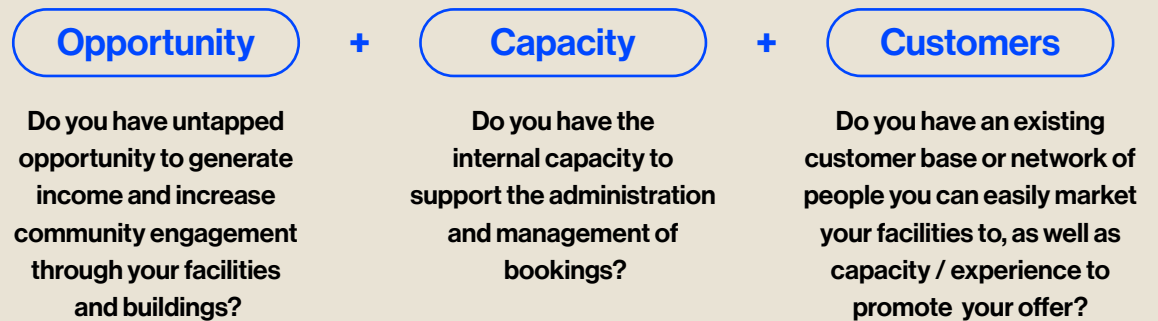 Opportunity + Capacity + Customers
Do you have untapped
opportunity to generate
income and increase
community engagement
through your facilities
and buildings?
Do you have the
internal capacity to
support the administration
and management of
bookings?
Do you have an existing
customer base or network of
people you can easily market
your facilities to, as well as
capacity / experience to
promote your offer?